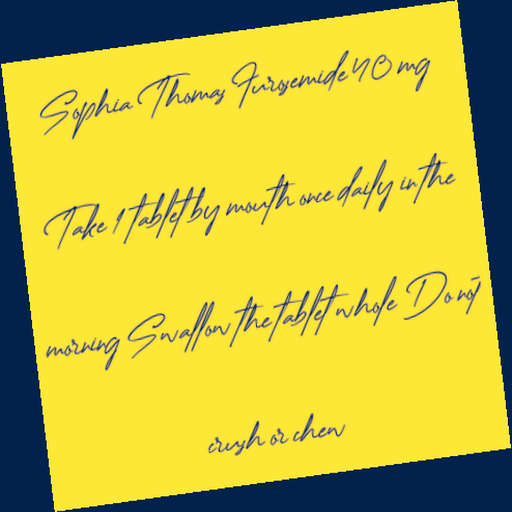 Sophia Thomas Furosemide 40 mg
Take 1 tablet by mouth once daily in the
morning Swallow the tablet whole Do not
crush or chew